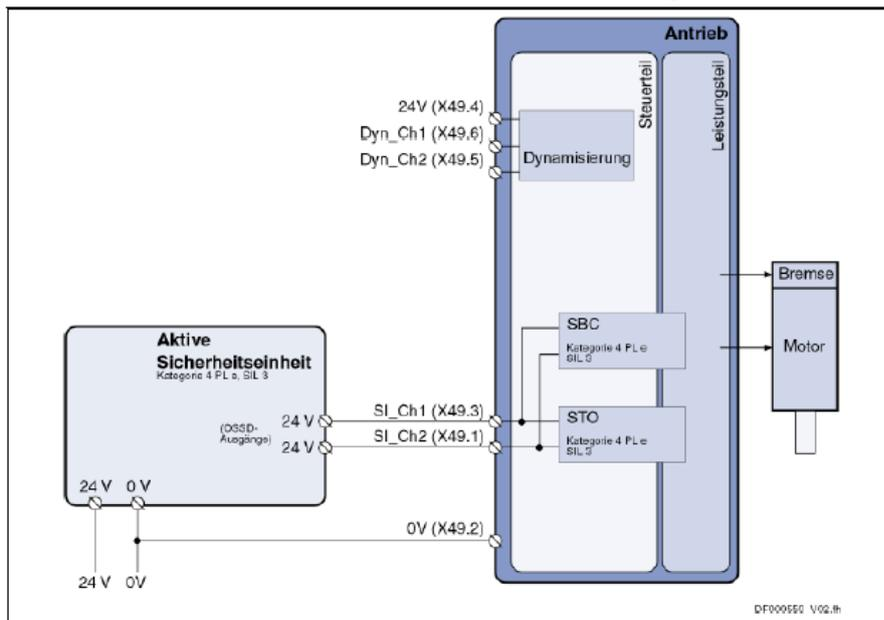 Antrieb
Steuerteil
Leistungsteil
24V (X49.4)
Dyn_Ch1 (X49.6)
Dyn_Ch2 (X49.5)
Dynamisierung
Bremse
Motor
SBC
Kategorie 4 PL e
SIL 3
Aktive
Sicherheitseinheit
Kategorie 4 PL e, SIL 3
(OSSD-
Ausgänge)
24 V
24 V
SI_Ch1 (X49.3)
SI_Ch2 (X49.1)
STO
Kategorie 4 PL e
SIL 3
24 V
0 V
0V (X49.2)
24 V
0V
DF000550_V02.fh